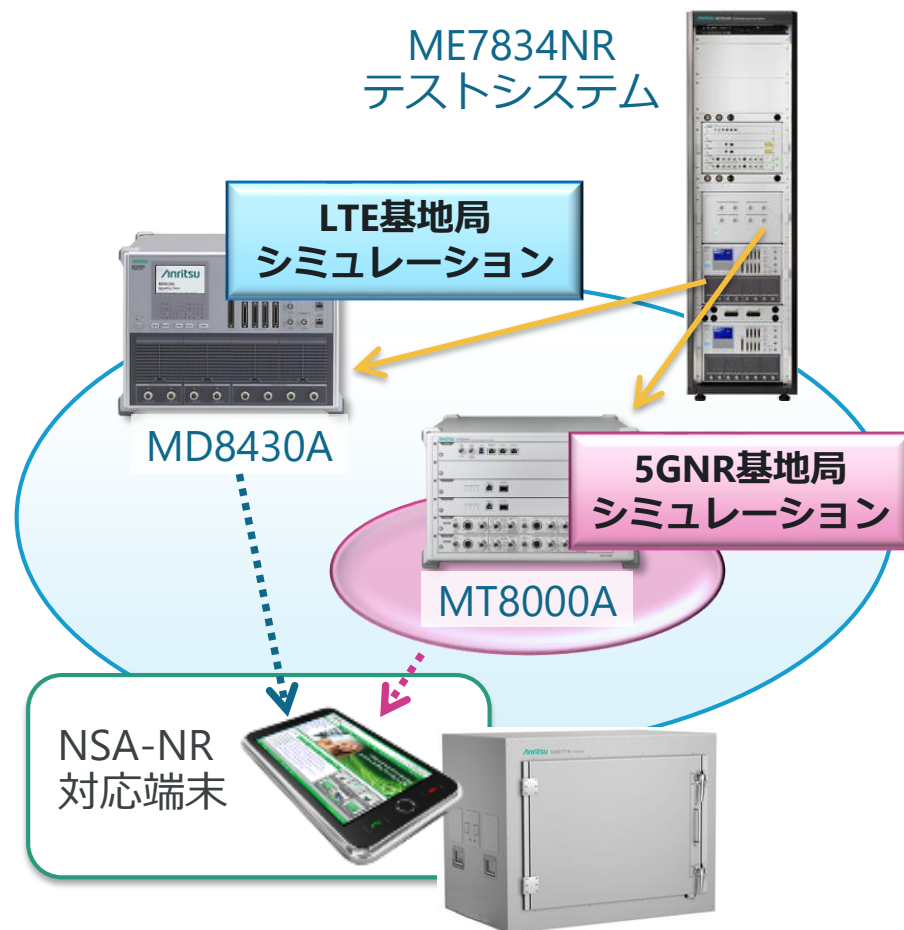 ME7834NR
テストシステム
LTE基地局
シミュレーション
Anritsu
MD8430A
5GNR基地局
シミュレーション
MT8000A
NSA-NR
対応端末
Anritsu